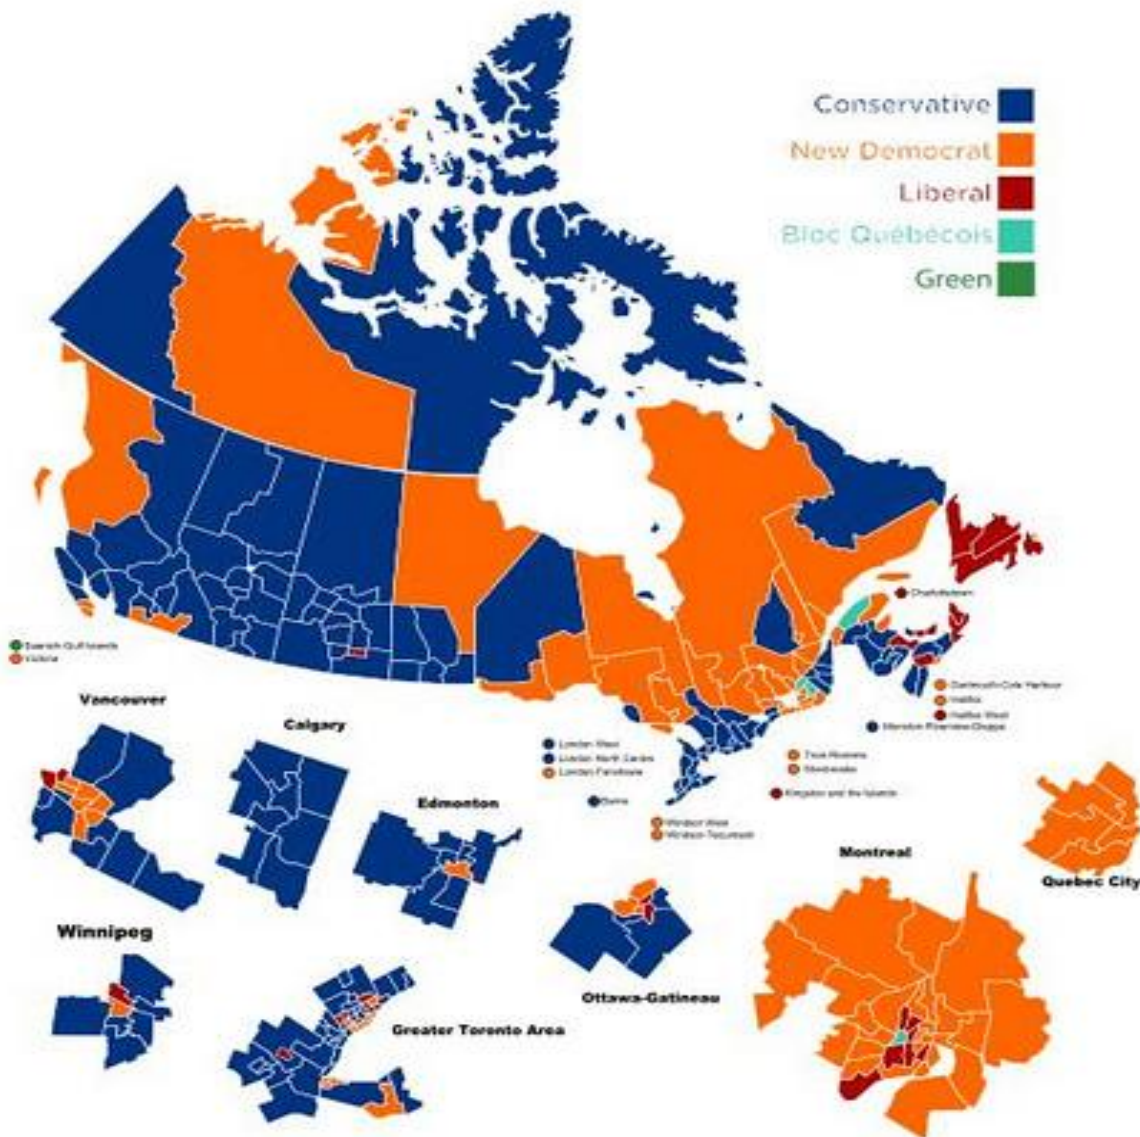 Conservative
New Democrat
Liberal
Bloc Québécois
Green
Charlottetown
Saanich-Gulf Islands
Victoria
Dartmouth-Cole Harbour
Halifax
Halifax West
Moncton-Riverview-Dieppe
Vancouver
Calgary
London West
London North Centre
London-Fanshawe
Trois-Rivières
Sherbrooke
Kingston and the Islands
Edmonton
Windsor West
Windsor-Tecumseh
Montreal
Quebec City
Winnipeg
Ottawa-Gatineau
Greater Toronto Area